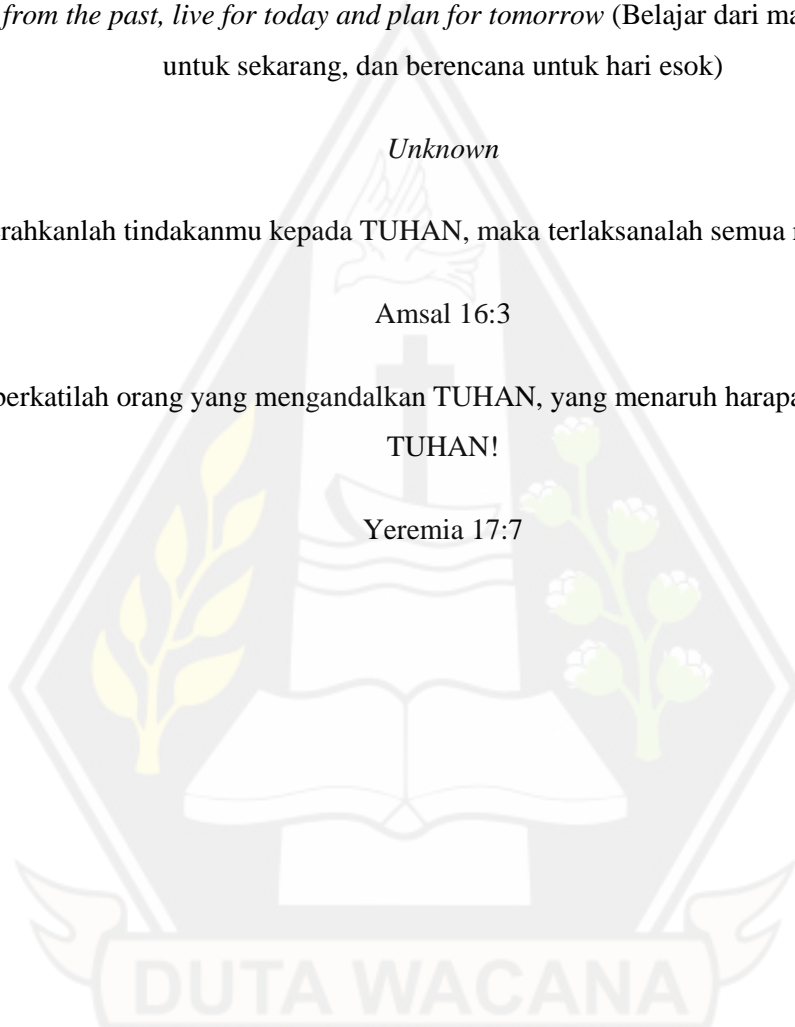 from the past, live for today and plan for tomorrow (Belajar dari
untuk sekarang, dan berencana untuk hari esok)
Unknown
rahkanlah tindakanmu kepada TUHAN, maka terlaksanalah semua
Amsal 16:3
berkatilah orang yang mengandalkan TUHAN, yang menaruh
TUHAN!
Yeremia 17:7
DUTA WACANA